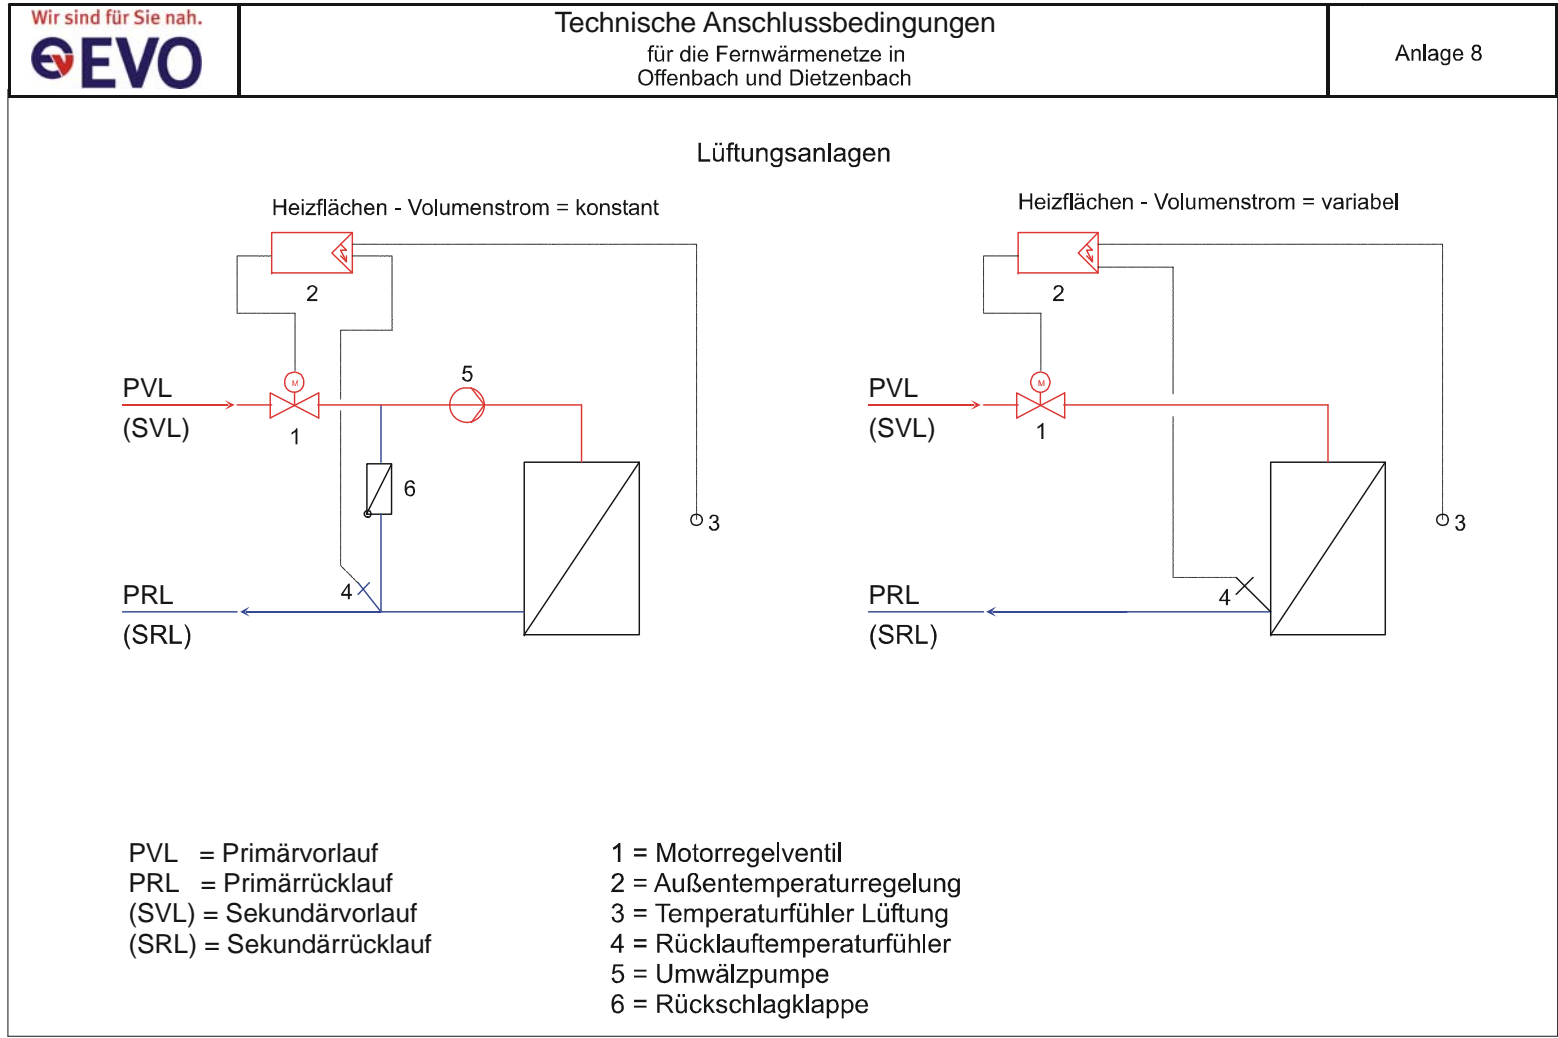 Wir sind für Sie nah.
EVO
Technische Anschlussbedingungen
für die Fernwärmenetze in
Offenbach und Dietzenbach
Anlage 8
Lüftungsanlagen
Heizflächen - Volumenstrom = konstant
2
M
1
5
PVL
(SVL)
6
3
4
PRL
(SRL)
Heizflächen - Volumenstrom = variabel
2
M
1
PVL
(SVL)
3
4
PRL
(SRL)
PVL = Primärvorlauf
PRL = Primärrücklauf
(SVL) = Sekundärvorlauf
(SRL) = Sekundärrücklauf
1 = Motorregelventil
2 = Außentemperaturregelung
3 = Temperaturfühler Lüftung
4 = Rücklauftemperaturfühler
5 = Umwälzpumpe
6 = Rückschlagklappe